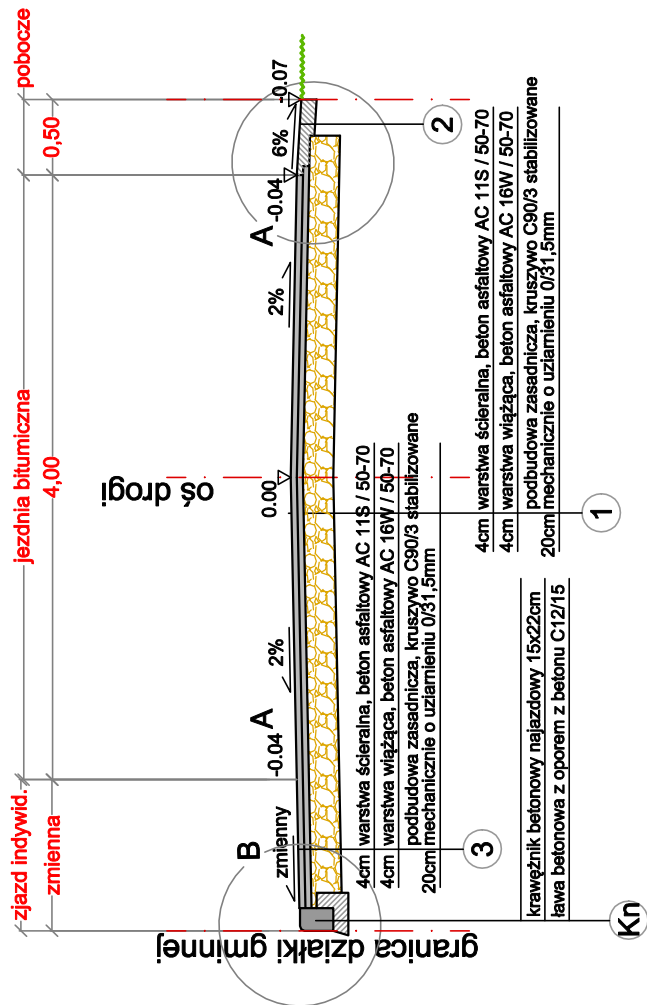 zjazd indywid.
jezdnia bitumiczna
pobocze
zmienna
4,00
0,50
granica działki gminnej
oś drogi
B
zmienny
-0.04
A
2%
0.00
2%
A
-0.04
6%
-0.07
4cm warstwa ścieralna, beton asfaltowy AC 11S / 50-70
4cm warstwa wiążąca, beton asfaltowy AC 16W / 50-70
podbudowa zasadnicza, kruszywo C90/3 stabilizowane
20cm mechanicznie o uziarnieniu 0/31,5mm
3
2
4cm warstwa ścieralna, beton asfaltowy AC 11S / 50-70
4cm warstwa wiążąca, beton asfaltowy AC 16W / 50-70
podbudowa zasadnicza, kruszywo C90/3 stabilizowane
20cm mechanicznie o uziarnieniu 0/31,5mm
1
krawężnik betonowy najazdowy 15x22cm
ława betonowa z oporem z betonu C12/15
Kn